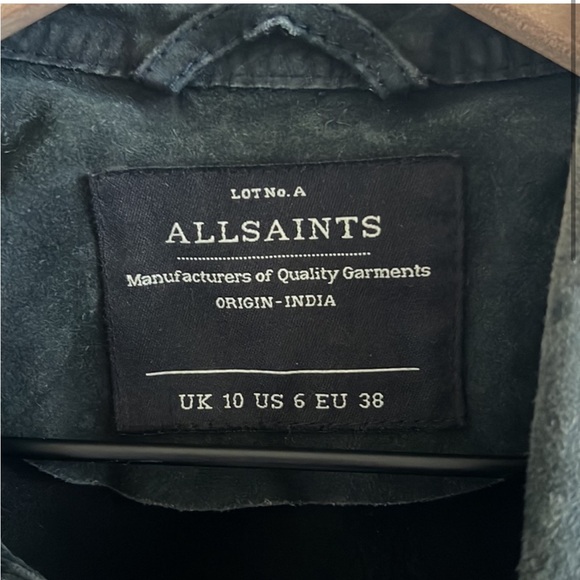 LOT No. A
ALLSAINTS
Manufacturers of Quality Garments
ORIGIN-INDIA
UK 10 US 6 EU 38